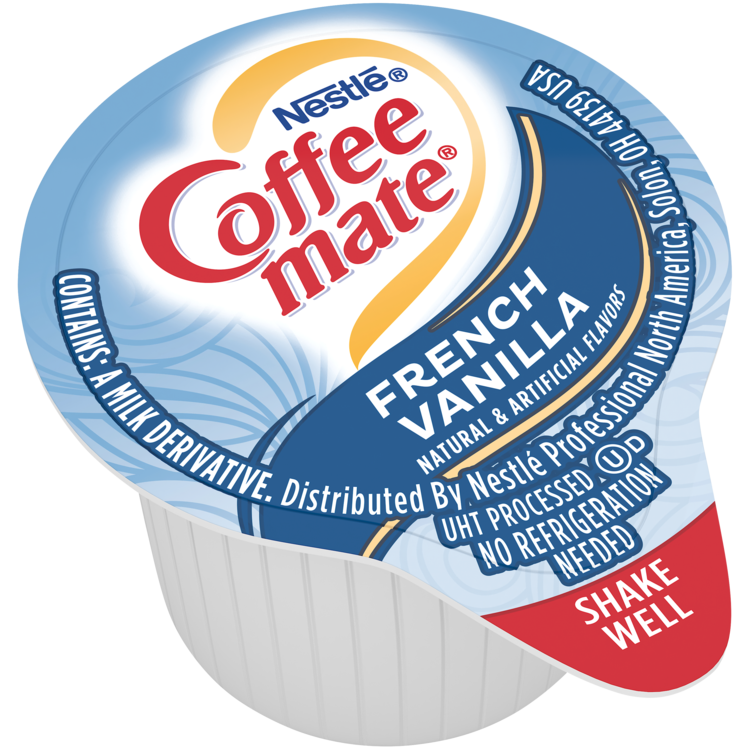 Nestlé®
Coffee
mate®
FRENCH
VANILLA
NATURAL & ARTIFICIAL FLAVORS
CONTAINS: A MILK DERIVATIVE. Distributed By Nestlé Professional North America, Solon, OH 44139 USA
UHT PROCESSED U D
NO REFRIGERATION
NEEDED
SHAKE
WELL